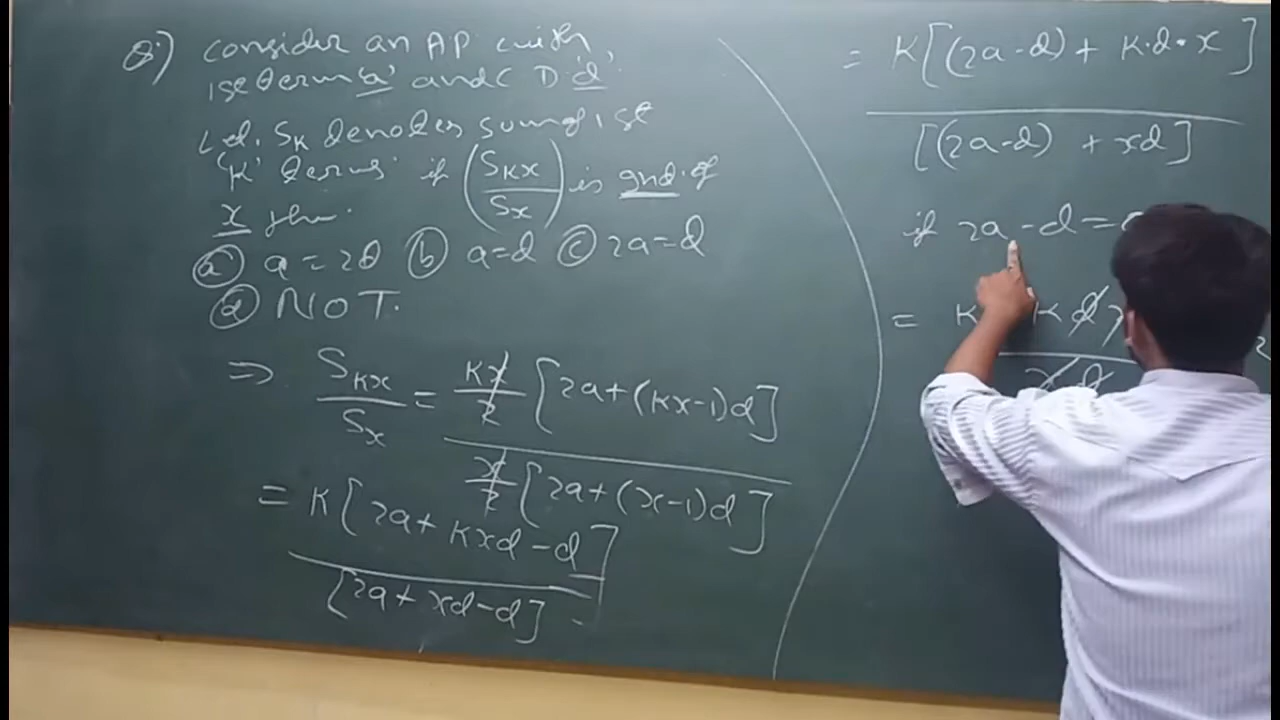 Q.) Consider an AP with
1st term 'a' and C D 'd'.
Let. SK denotes sum of 1st
'K' terms if (SKx/Sx) is ind. of
x then.
(a) a = 2d (b) a = d (c) 2a = d
(d) NOT.
⇒ SKx/Sx = Kx/2 [2a+(Kx-1)d] / x/2 [2a+(x-1)d]
= K[2a+Kxd-d] / [2a+xd-d]
= K[(2a-d)+K·d·x] / [(2a-d)+xd]
if 2a-d=
= K K d / x d